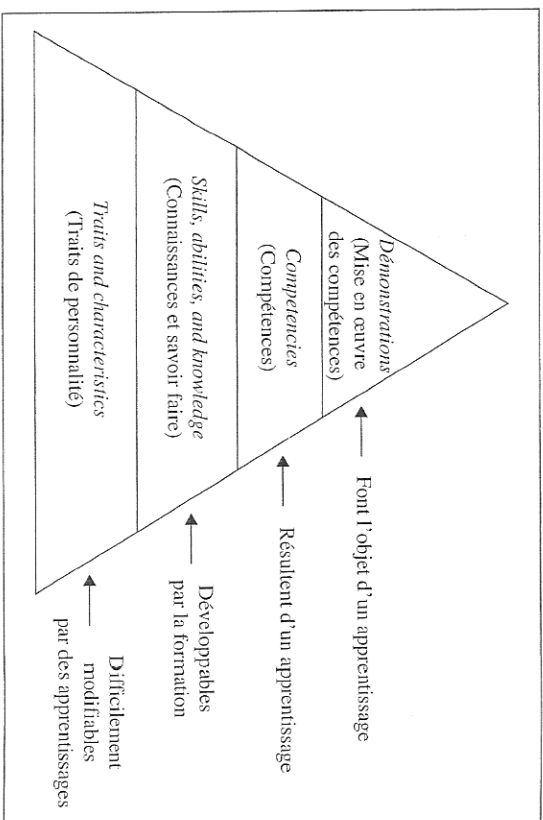 Démonstrations
(Mise en œuvre
des compétences)
Font l'objet d'un apprentissage
Competencies
(Compétences)
Résultent d'un apprentissage
Skills, abilities, and knowledge
(Connaissances et savoir faire)
Développables
par la formation
Traits and characteristics
(Traits de personnalité)
Difficilement
modifiables
par des apprentissages